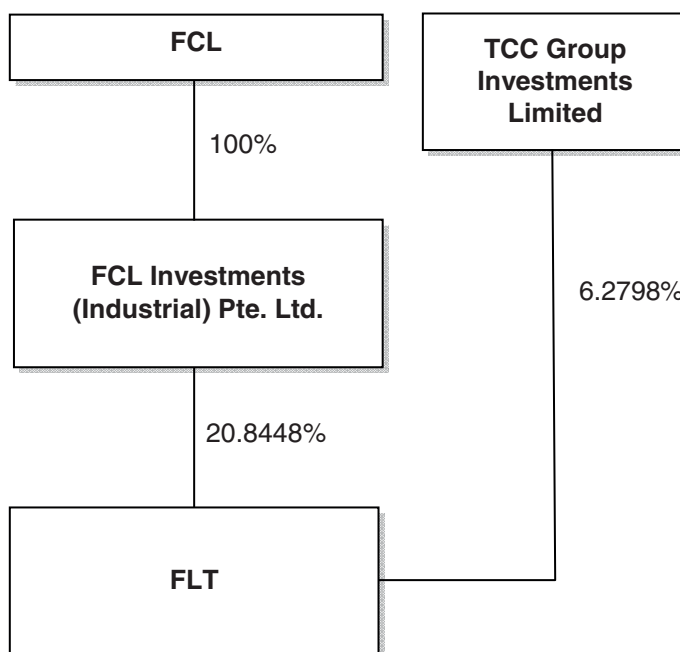 FCL
TCC Group
Investments
Limited
100%
FCL Investments
(Industrial) Pte. Ltd.
6.2798%
20.8448%
FLT